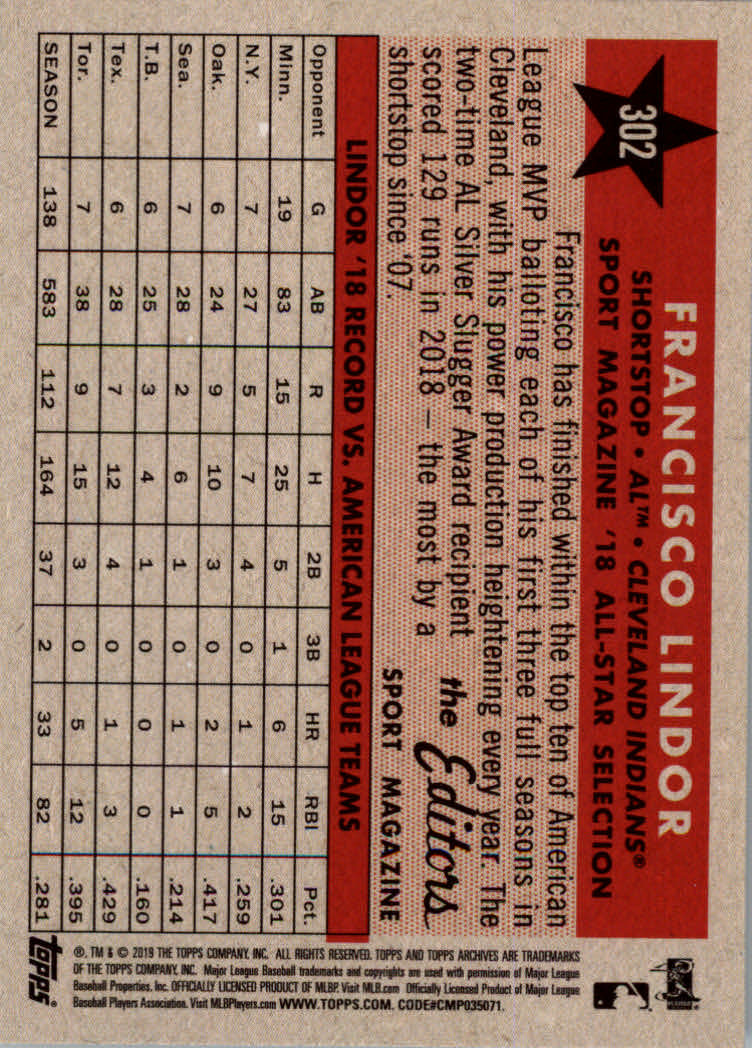 302
FRANCISCO LINDOR
SHORTSTOP • AL™ • CLEVELAND INDIANS®
SPORT MAGAZINE '18 ALL-STAR SELECTION
Francisco has finished within the top ten of American
League MVP balloting each of his first three full seasons in
Cleveland, with his power production heightening every year. The
two-time AL Silver Slugger Award recipient
scored 129 runs in 2018 – the most by a
shortstop since '07.
the Editors
SPORT MAGAZINE
LINDOR '18 RECORD VS. AMERICAN LEAGUE TEAMS
Opponent G AB R H 2B 3B HR RBI Pct.
Minn. 19 83 15 25 5 1 6 15 .301
N.Y. 7 27 5 7 4 0 1 2 .259
Oak. 6 24 9 10 3 0 2 5 .417
Sea. 7 28 2 6 1 0 1 1 .214
T.B. 6 25 3 4 1 0 0 0 .160
Tex. 6 28 7 12 4 0 1 3 .429
Tor. 7 38 9 15 3 0 5 12 .395
SEASON 138 583 112 164 37 2 33 82 .281
®, TM & © 2019 THE TOPPS COMPANY, INC. ALL RIGHTS RESERVED. TOPPS AND TOPPS ARCHIVES ARE TRADEMARKS
OF THE TOPPS COMPANY, INC. Major League Baseball trademarks and copyrights are used with permission of Major League
Baseball Properties, Inc. OFFICIALLY LICENSED PRODUCT OF MLBP. Visit MLB.com Officially Licensed Product of Major League
Baseball Players Association. Visit MLBPlayers.com WWW.TOPPS.COM. CODE#CMP035071.
topps®